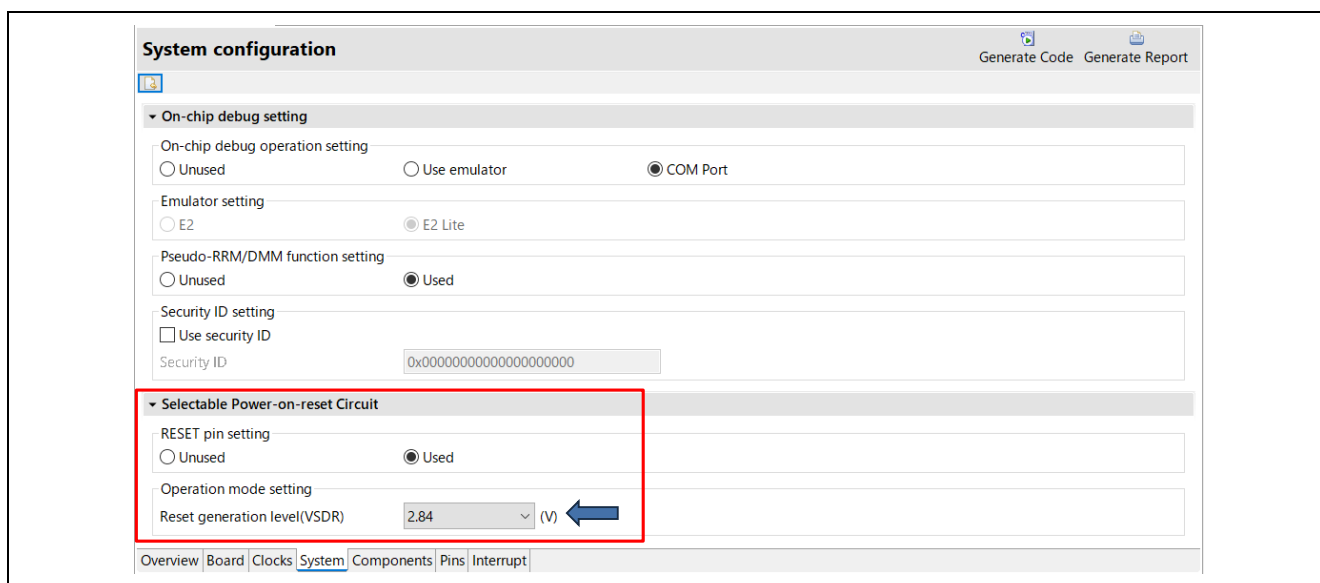 System configuration
Generate Code Generate Report
On-chip debug setting
On-chip debug operation setting
Unused Use emulator COM Port
Emulator setting
E2 E2 Lite
Pseudo-RRM/DMM function setting
Unused Used
Security ID setting
Use security ID
Security ID 0x00000000000000000000
Selectable Power-on-reset Circuit
RESET pin setting
Unused Used
Operation mode setting
Reset generation level(VSDR) 2.84 (V)
Overview Board Clocks System Components Pins Interrupt